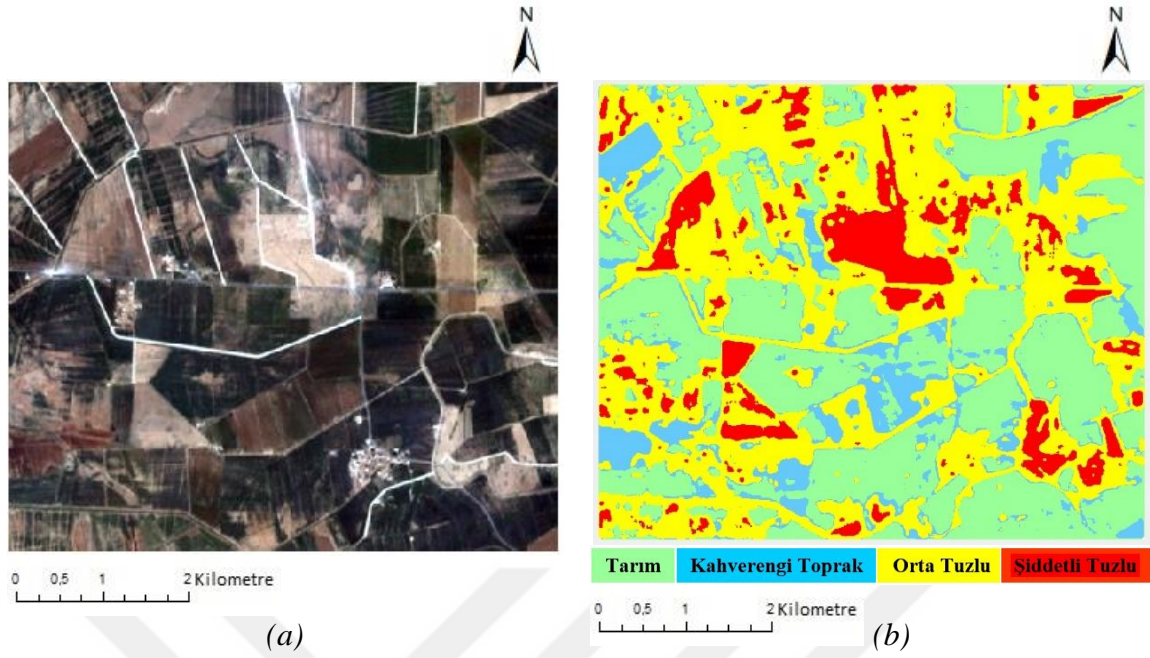 N
N
Tarım Kahverengi Toprak Orta Tuzlu Şiddetli Tuzlu
0 0,5 1 2 Kilometre
0 0,5 1 2 Kilometre
(a)
(b)